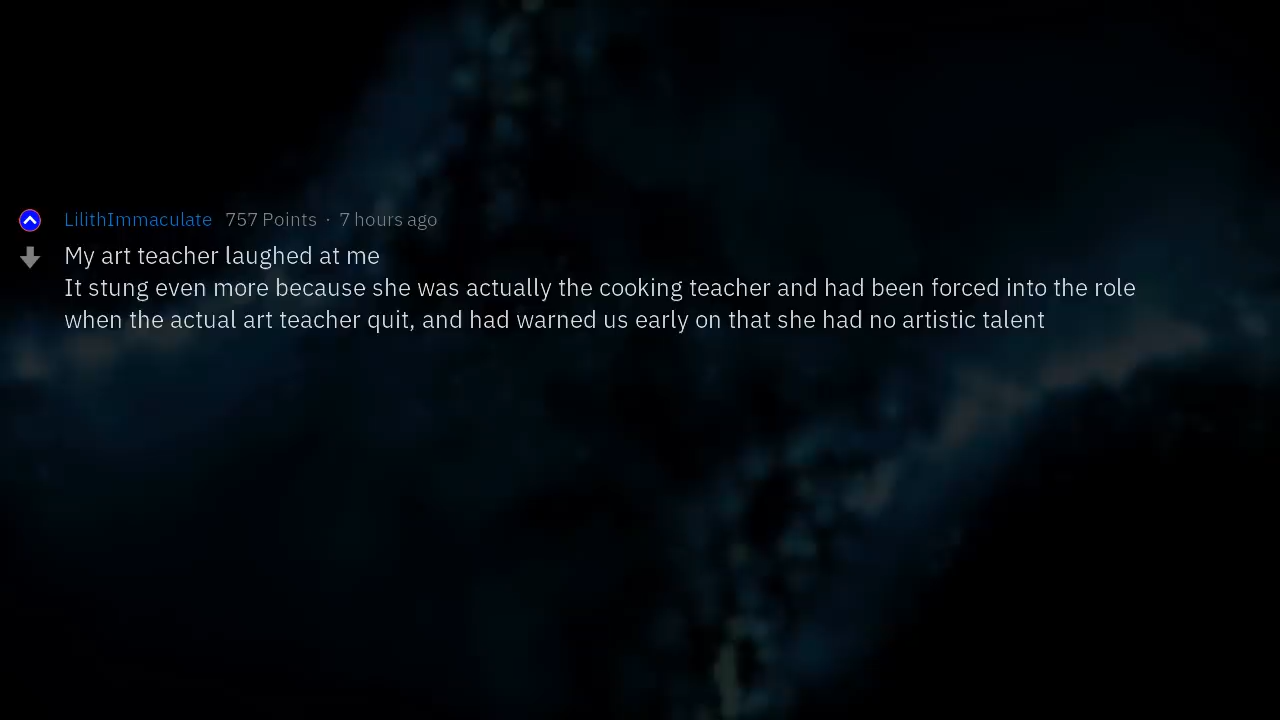 LilithImmaculate 757 Points · 7 hours ago
My art teacher laughed at me
It stung even more because she was actually the cooking teacher and had been forced into the role
when the actual art teacher quit, and had warned us early on that she had no artistic talent